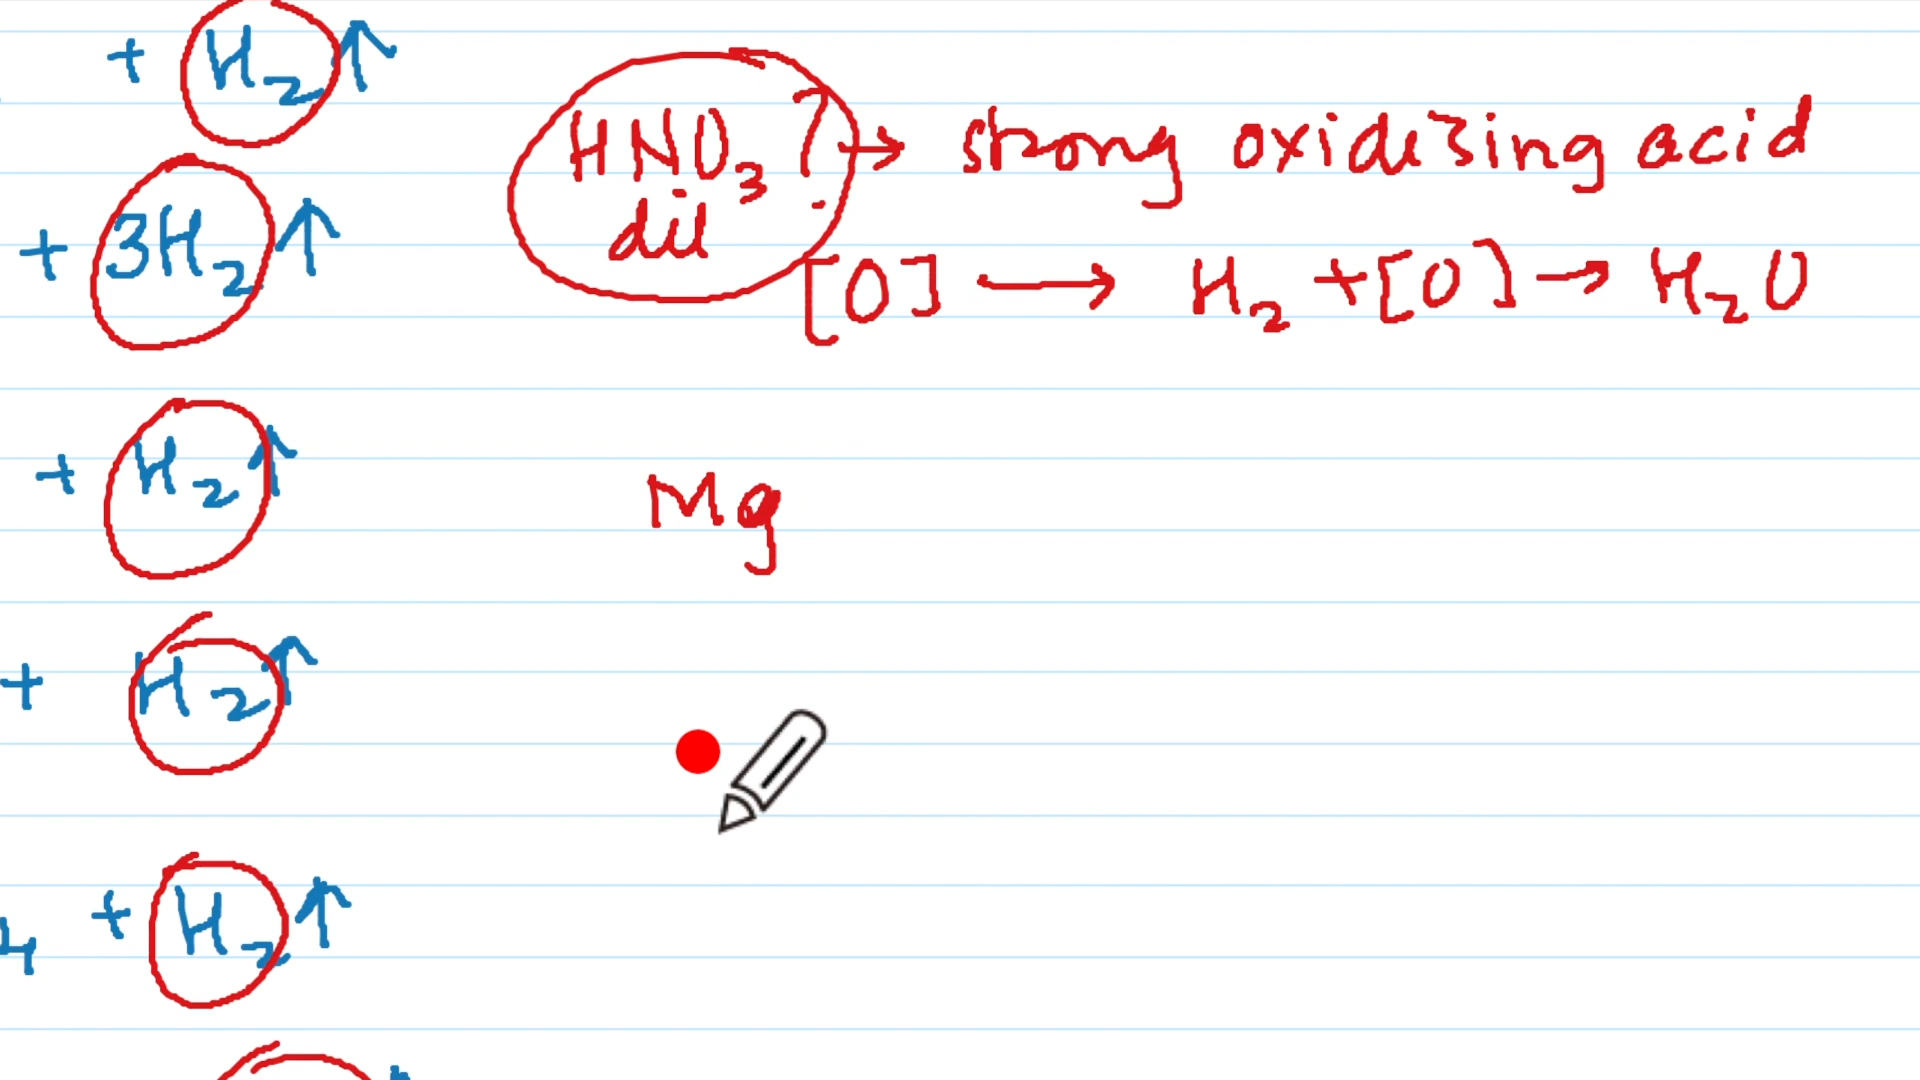 + H₂ ↑
HNO₃ → strong oxidizing acid
dil
+ 3H₂ ↑
[O] → H₂ + [O] → H₂O
+ H₂ ↑
Mg
+ H₂ ↑
4 + H₂ ↑